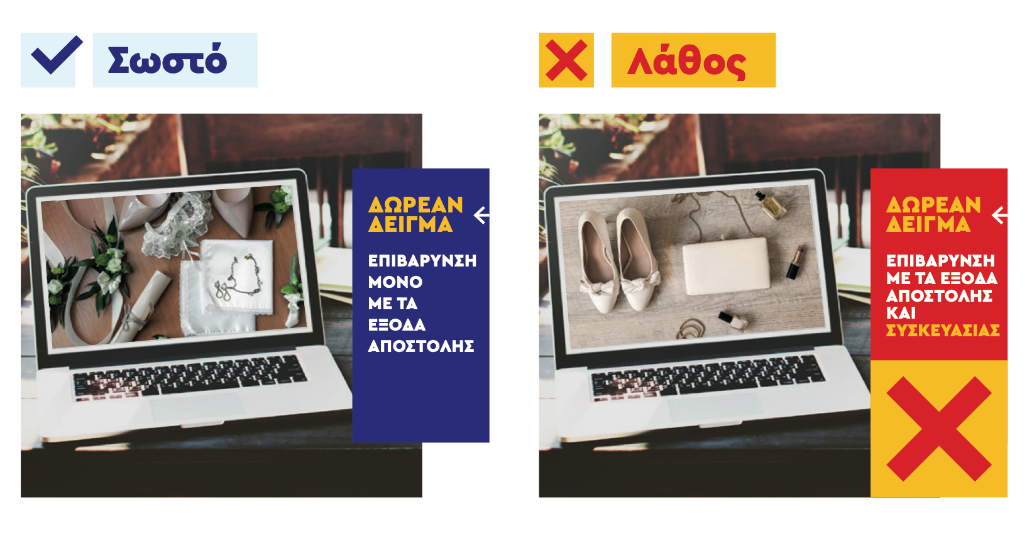 Σωστό
Λάθος
ΔΩΡΕΑΝ
ΔΕΙΓΜΑ
ΕΠΙΒΑΡΥΝΣΗ
ΜΟΝΟ
ΜΕ ΤΑ
ΕΞΟΔΑ
ΑΠΟΣΤΟΛΗΣ
ΔΩΡΕΑΝ
ΔΕΙΓΜΑ
ΕΠΙΒΑΡΥΝΣΗ
ΜΕ ΤΑ ΕΞΟΔΑ
ΑΠΟΣΤΟΛΗΣ
ΚΑΙ
ΣΥΣΚΕΥΑΣΙΑΣ